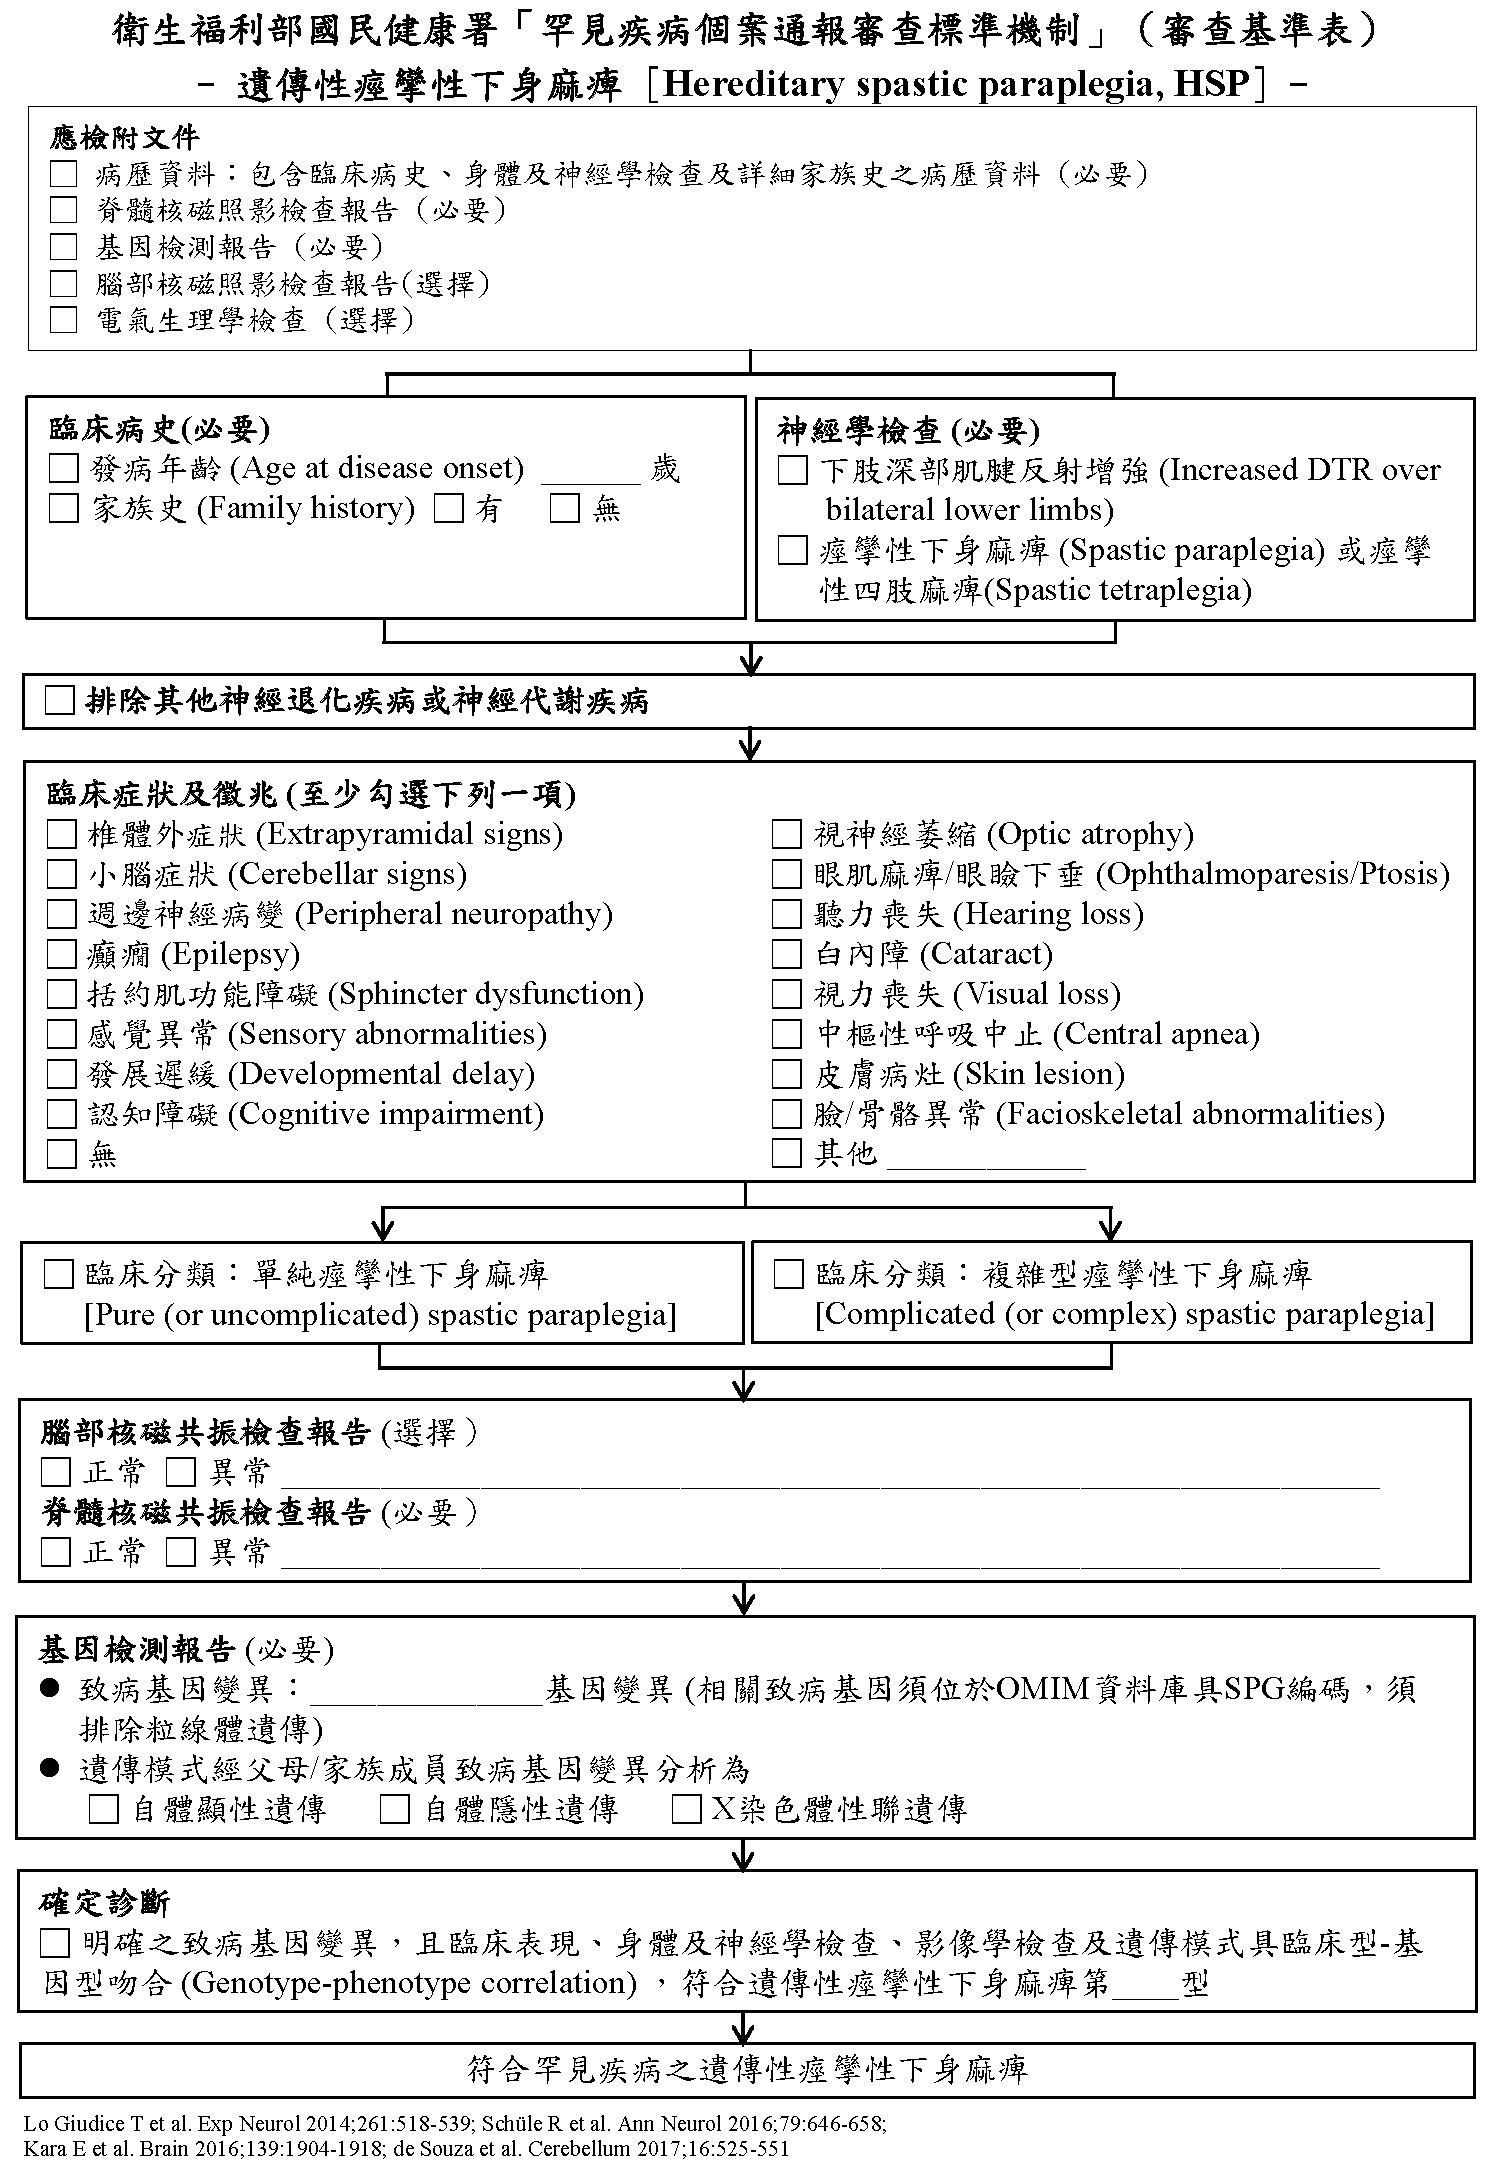 衛生福利部國民健康署「罕見疾病個案通報審查標準機制」（審查基準表）
– 遺傳性痙攣性下身麻痺［Hereditary spastic paraplegia, HSP］–
應檢附文件
□ 病歷資料：包含臨床病史、身體及神經學檢查及詳細家族史之病歷資料（必要）
□ 脊髓核磁照影檢查報告（必要）
□ 基因檢測報告（必要）
□ 腦部核磁照影檢查報告(選擇)
□ 電氣生理學檢查（選擇）
臨床病史(必要)
□ 發病年齡 (Age at disease onset) ______ 歲
□ 家族史 (Family history) □ 有 □ 無
神經學檢查 (必要)
□ 下肢深部肌腱反射增強 (Increased DTR over
bilateral lower limbs)
□ 痙攣性下身麻痺 (Spastic paraplegia) 或痙攣
性四肢麻痺(Spastic tetraplegia)
□ 排除其他神經退化疾病或神經代謝疾病
臨床症狀及徵兆 (至少勾選下列一項)
□ 椎體外症狀 (Extrapyramidal signs)
□ 小腦症狀 (Cerebellar signs)
□ 週邊神經病變 (Peripheral neuropathy)
□ 癲癇 (Epilepsy)
□ 括約肌功能障礙 (Sphincter dysfunction)
□ 感覺異常 (Sensory abnormalities)
□ 發展遲緩 (Developmental delay)
□ 認知障礙 (Cognitive impairment)
□ 無
□ 視神經萎縮 (Optic atrophy)
□ 眼肌麻痺/眼瞼下垂 (Ophthalmoparesis/Ptosis)
□ 聽力喪失 (Hearing loss)
□ 白內障 (Cataract)
□ 視力喪失 (Visual loss)
□ 中樞性呼吸中止 (Central apnea)
□ 皮膚病灶 (Skin lesion)
□ 臉/骨骼異常 (Facioskeletal abnormalities)
□ 其他 ____________
□ 臨床分類：單純痙攣性下身麻痺
[Pure (or uncomplicated) spastic paraplegia]
□ 臨床分類：複雜型痙攣性下身麻痺
[Complicated (or complex) spastic paraplegia]
腦部核磁共振檢查報告 (選擇）
□ 正常 □ 異常 ____________________
脊髓核磁共振檢查報告 (必要）
□ 正常 □ 異常 ____________________
基因檢測報告 (必要)
● 致病基因變異：______________基因變異 (相關致病基因須位於OMIM資料庫具SPG編碼，須
排除粒線體遺傳)
● 遺傳模式經父母/家族成員致病基因變異分析為
□ 自體顯性遺傳 □ 自體隱性遺傳 □ X染色體性聯遺傳
確定診斷
□ 明確之致病基因變異，且臨床表現、身體及神經學檢查、影像學檢查及遺傳模式具臨床型-基
因型吻合 (Genotype-phenotype correlation) ，符合遺傳性痙攣性下身麻痺第____型
符合罕見疾病之遺傳性痙攣性下身麻痺
Lo Giudice T et al. Exp Neurol 2014;261:518-539; Schüle R et al. Ann Neurol 2016;79:646-658;
Kara E et al. Brain 2016;139:1904-1918; de Souza et al. Cerebellum 2017;16:525-551